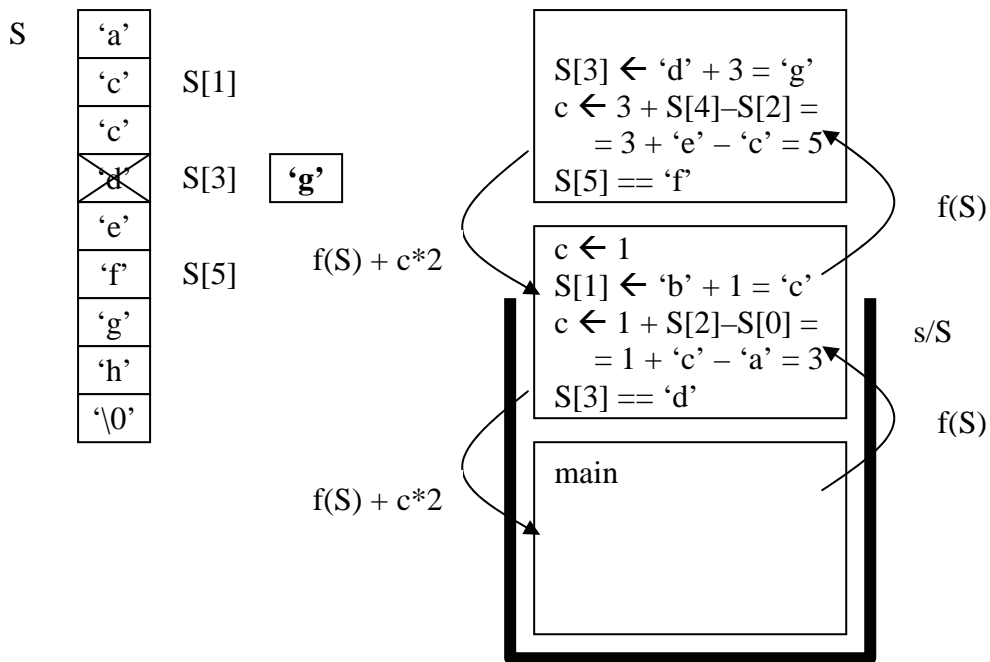 S
‘a’
‘c’ S[1]
‘c’
‘d’ S[3] ‘g’
‘e’
‘f’ S[5]
‘g’
‘h’
‘\0’
S[3] ← ‘d’ + 3 = ‘g’
c ← 3 + S[4]–S[2] =
= 3 + ‘e’ – ‘c’ = 5
S[5] == ‘f’
f(S)
f(S) + c*2
c ← 1
S[1] ← ‘b’ + 1 = ‘c’
c ← 1 + S[2]–S[0] =
= 1 + ‘c’ – ‘a’ = 3
S[3] == ‘d’
s/S
f(S)
f(S) + c*2
main